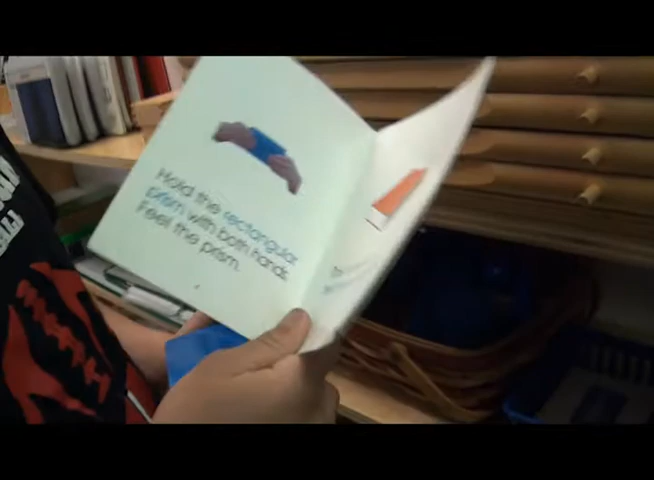 Hold the rectangular
prism with both hands.
Feel the prism.